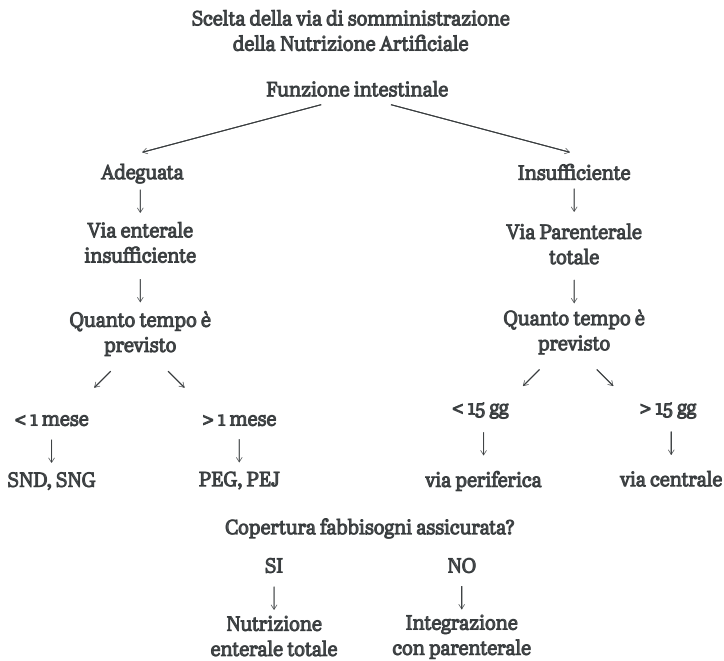 Scelta della via di somministrazione
della Nutrizione Artificiale
Funzione intestinale
Adeguata
Insufficiente
Via enterale
insufficiente
Via Parenterale
totale
Quanto tempo è
previsto
Quanto tempo è
previsto
< 1 mese
> 1 mese
< 15 gg
> 15 gg
SND, SNG
PEG, PEJ
via periferica
via centrale
Copertura fabbisogni assicurata?
SI
NO
Nutrizione
enterale totale
Integrazione
con parenterale